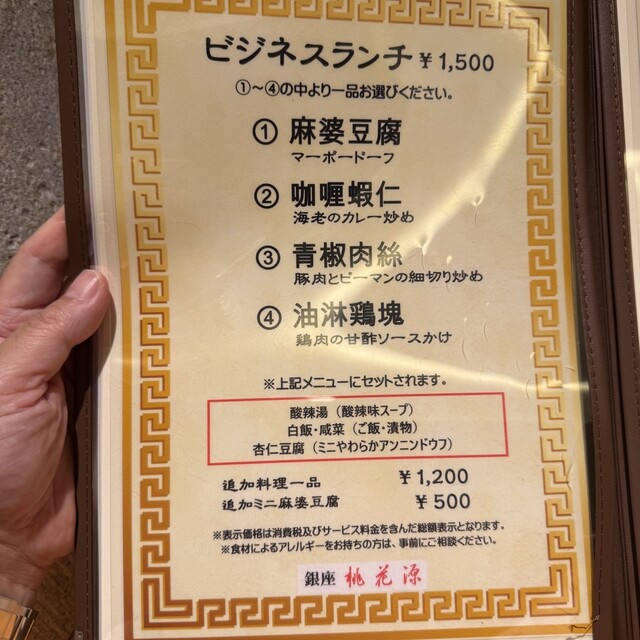 ビジネスランチ ¥1,500
①～④の中より一品お選びください。
① 麻婆豆腐
マーボードーフ
② 咖喱蝦仁
海老のカレー炒め
③ 青椒肉絲
豚肉とピーマンの細切り炒め
④ 油淋鶏塊
鶏肉の甘酢ソースかけ
※上記メニューにセットされます。
酸辣湯（酸辣味スープ）
白飯・咸菜（ご飯・漬物）
杏仁豆腐（ミニやわらかアンニンドウフ）
追加料理一品 ¥1,200
追加ミニ麻婆豆腐 ¥500
※表示価格は消費税及びサービス料金を含んだ総額表示となります。
※食材によるアレルギーをお持ちの方は、事前にご相談ください。
銀座 桃花源